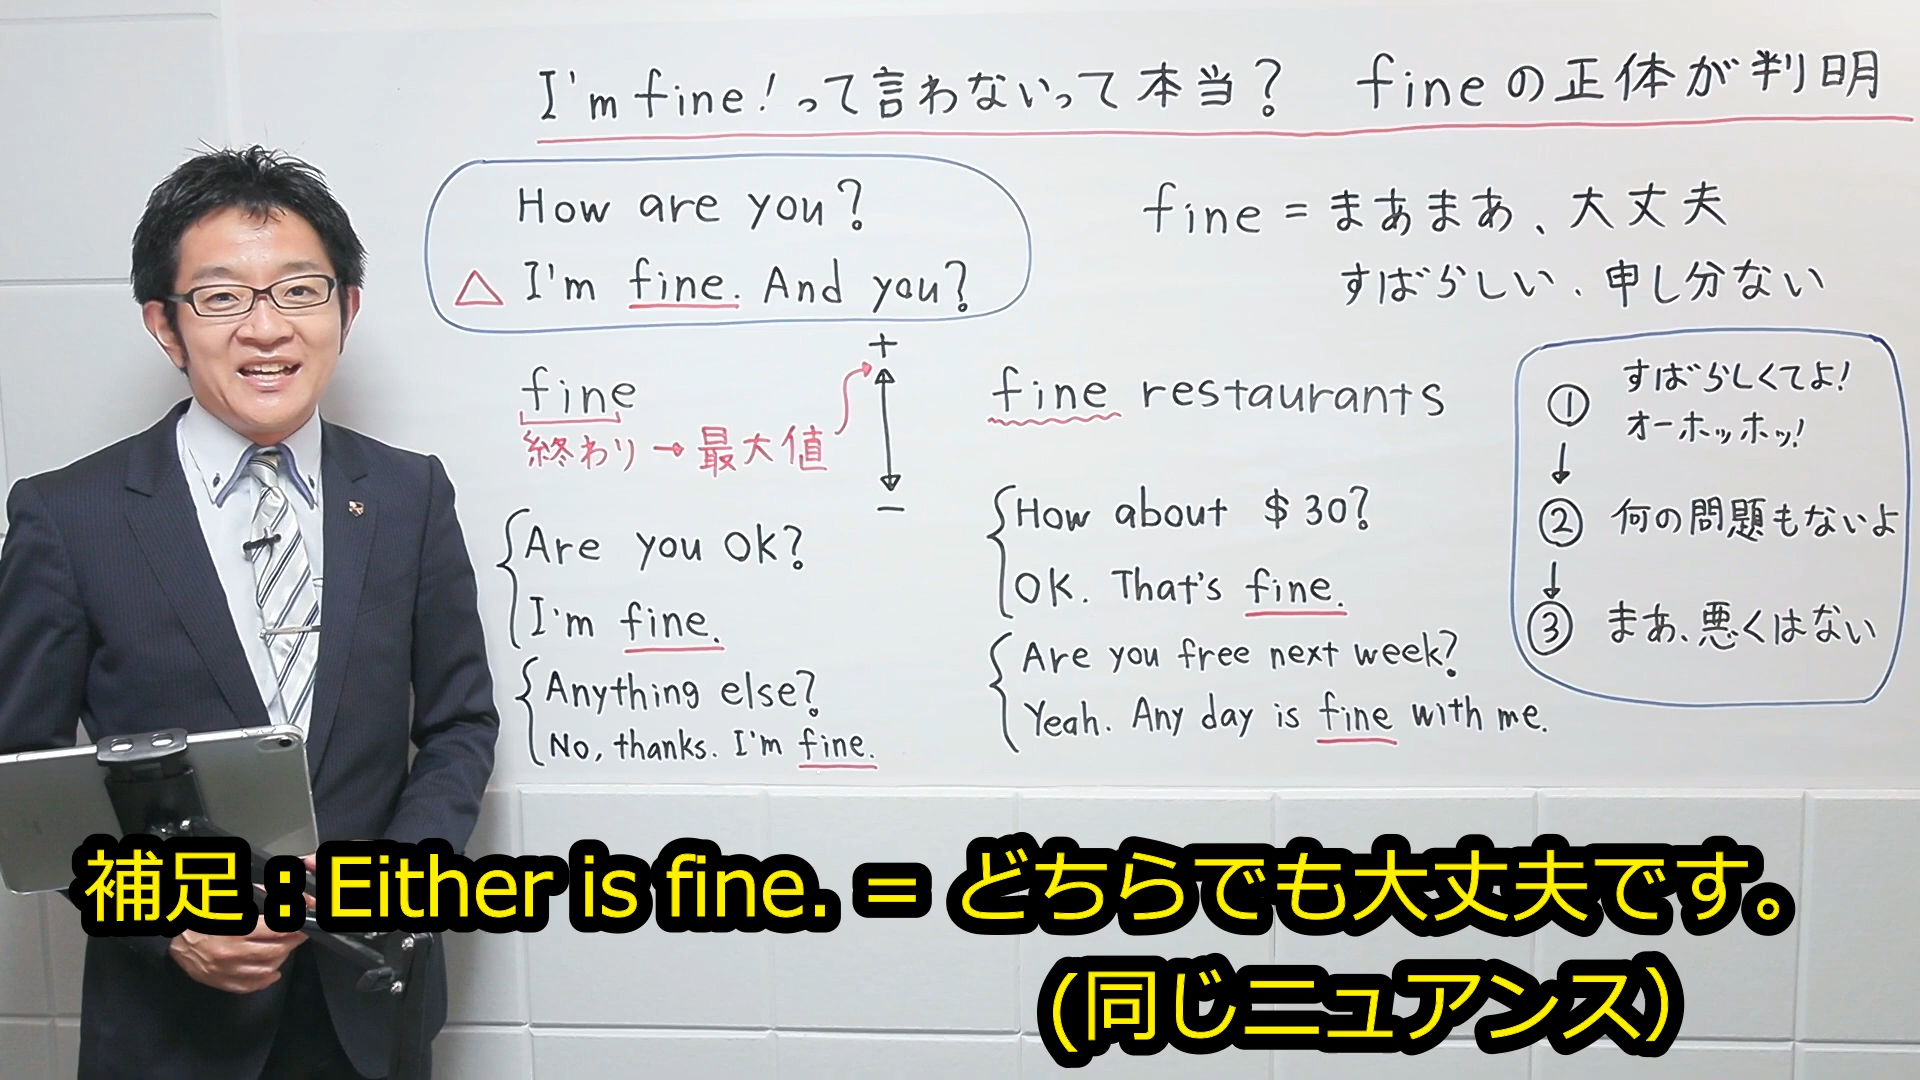 I'm fine!って言わないって本当? fineの正体が判明
How are you?
△ I'm fine. And you?
fine = まあまあ、大丈夫
すばらしい、申し分ない
fine
終わり→最大値
+
−
fine restaurants
Are you OK?
I'm fine.
Anything else?
No, thanks. I'm fine.
How about $30?
OK. That's fine.
Are you free next week?
Yeah. Any day is fine with me.
① すばらしくてよ!
オーホッホッ!
↓
② 何の問題もないよ
↓
③ まあ、悪くはない
補足:Either is fine. = どちらでも大丈夫です。
(同じニュアンス)